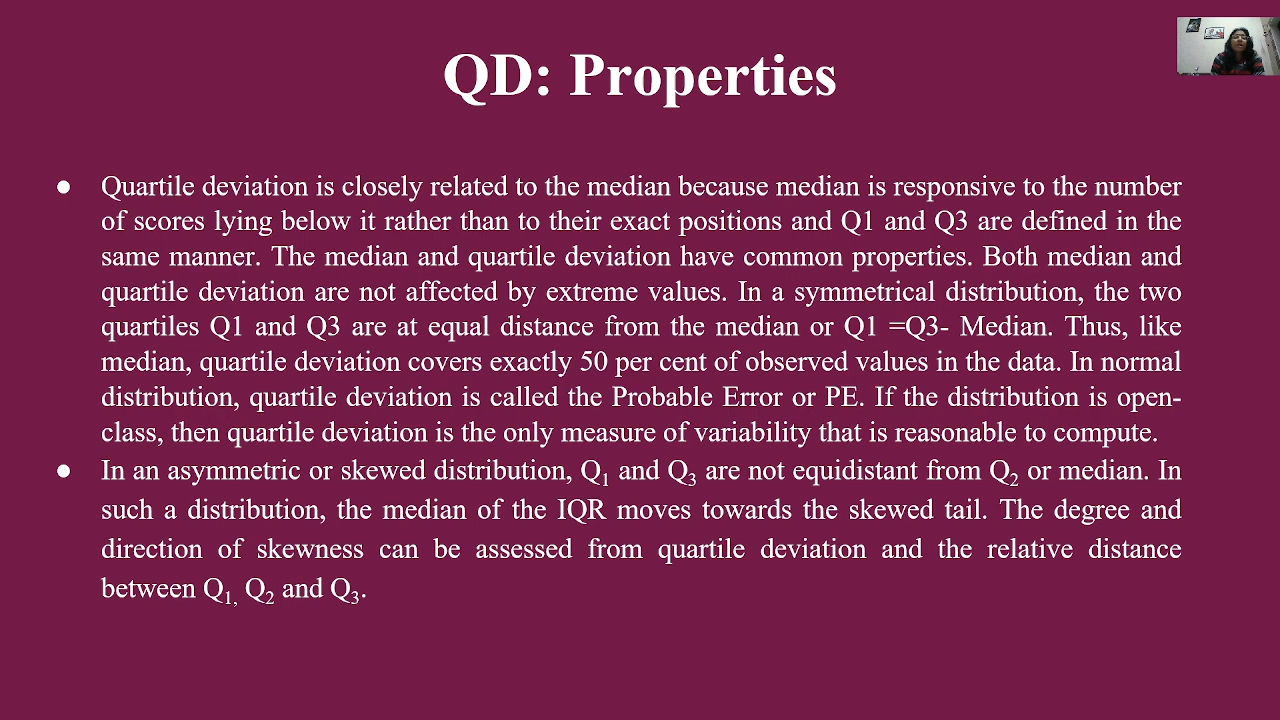 QD: Properties
● Quartile deviation is closely related to the median because median is responsive to the number
of scores lying below it rather than to their exact positions and Q1 and Q3 are defined in the
same manner. The median and quartile deviation have common properties. Both median and
quartile deviation are not affected by extreme values. In a symmetrical distribution, the two
quartiles Q1 and Q3 are at equal distance from the median or Q1 =Q3- Median. Thus, like
median, quartile deviation covers exactly 50 per cent of observed values in the data. In normal
distribution, quartile deviation is called the Probable Error or PE. If the distribution is open-
class, then quartile deviation is the only measure of variability that is reasonable to compute.
● In an asymmetric or skewed distribution, Q₁ and Q₃ are not equidistant from Q₂ or median. In
such a distribution, the median of the IQR moves towards the skewed tail. The degree and
direction of skewness can be assessed from quartile deviation and the relative distance
between Q₁, Q₂ and Q₃.